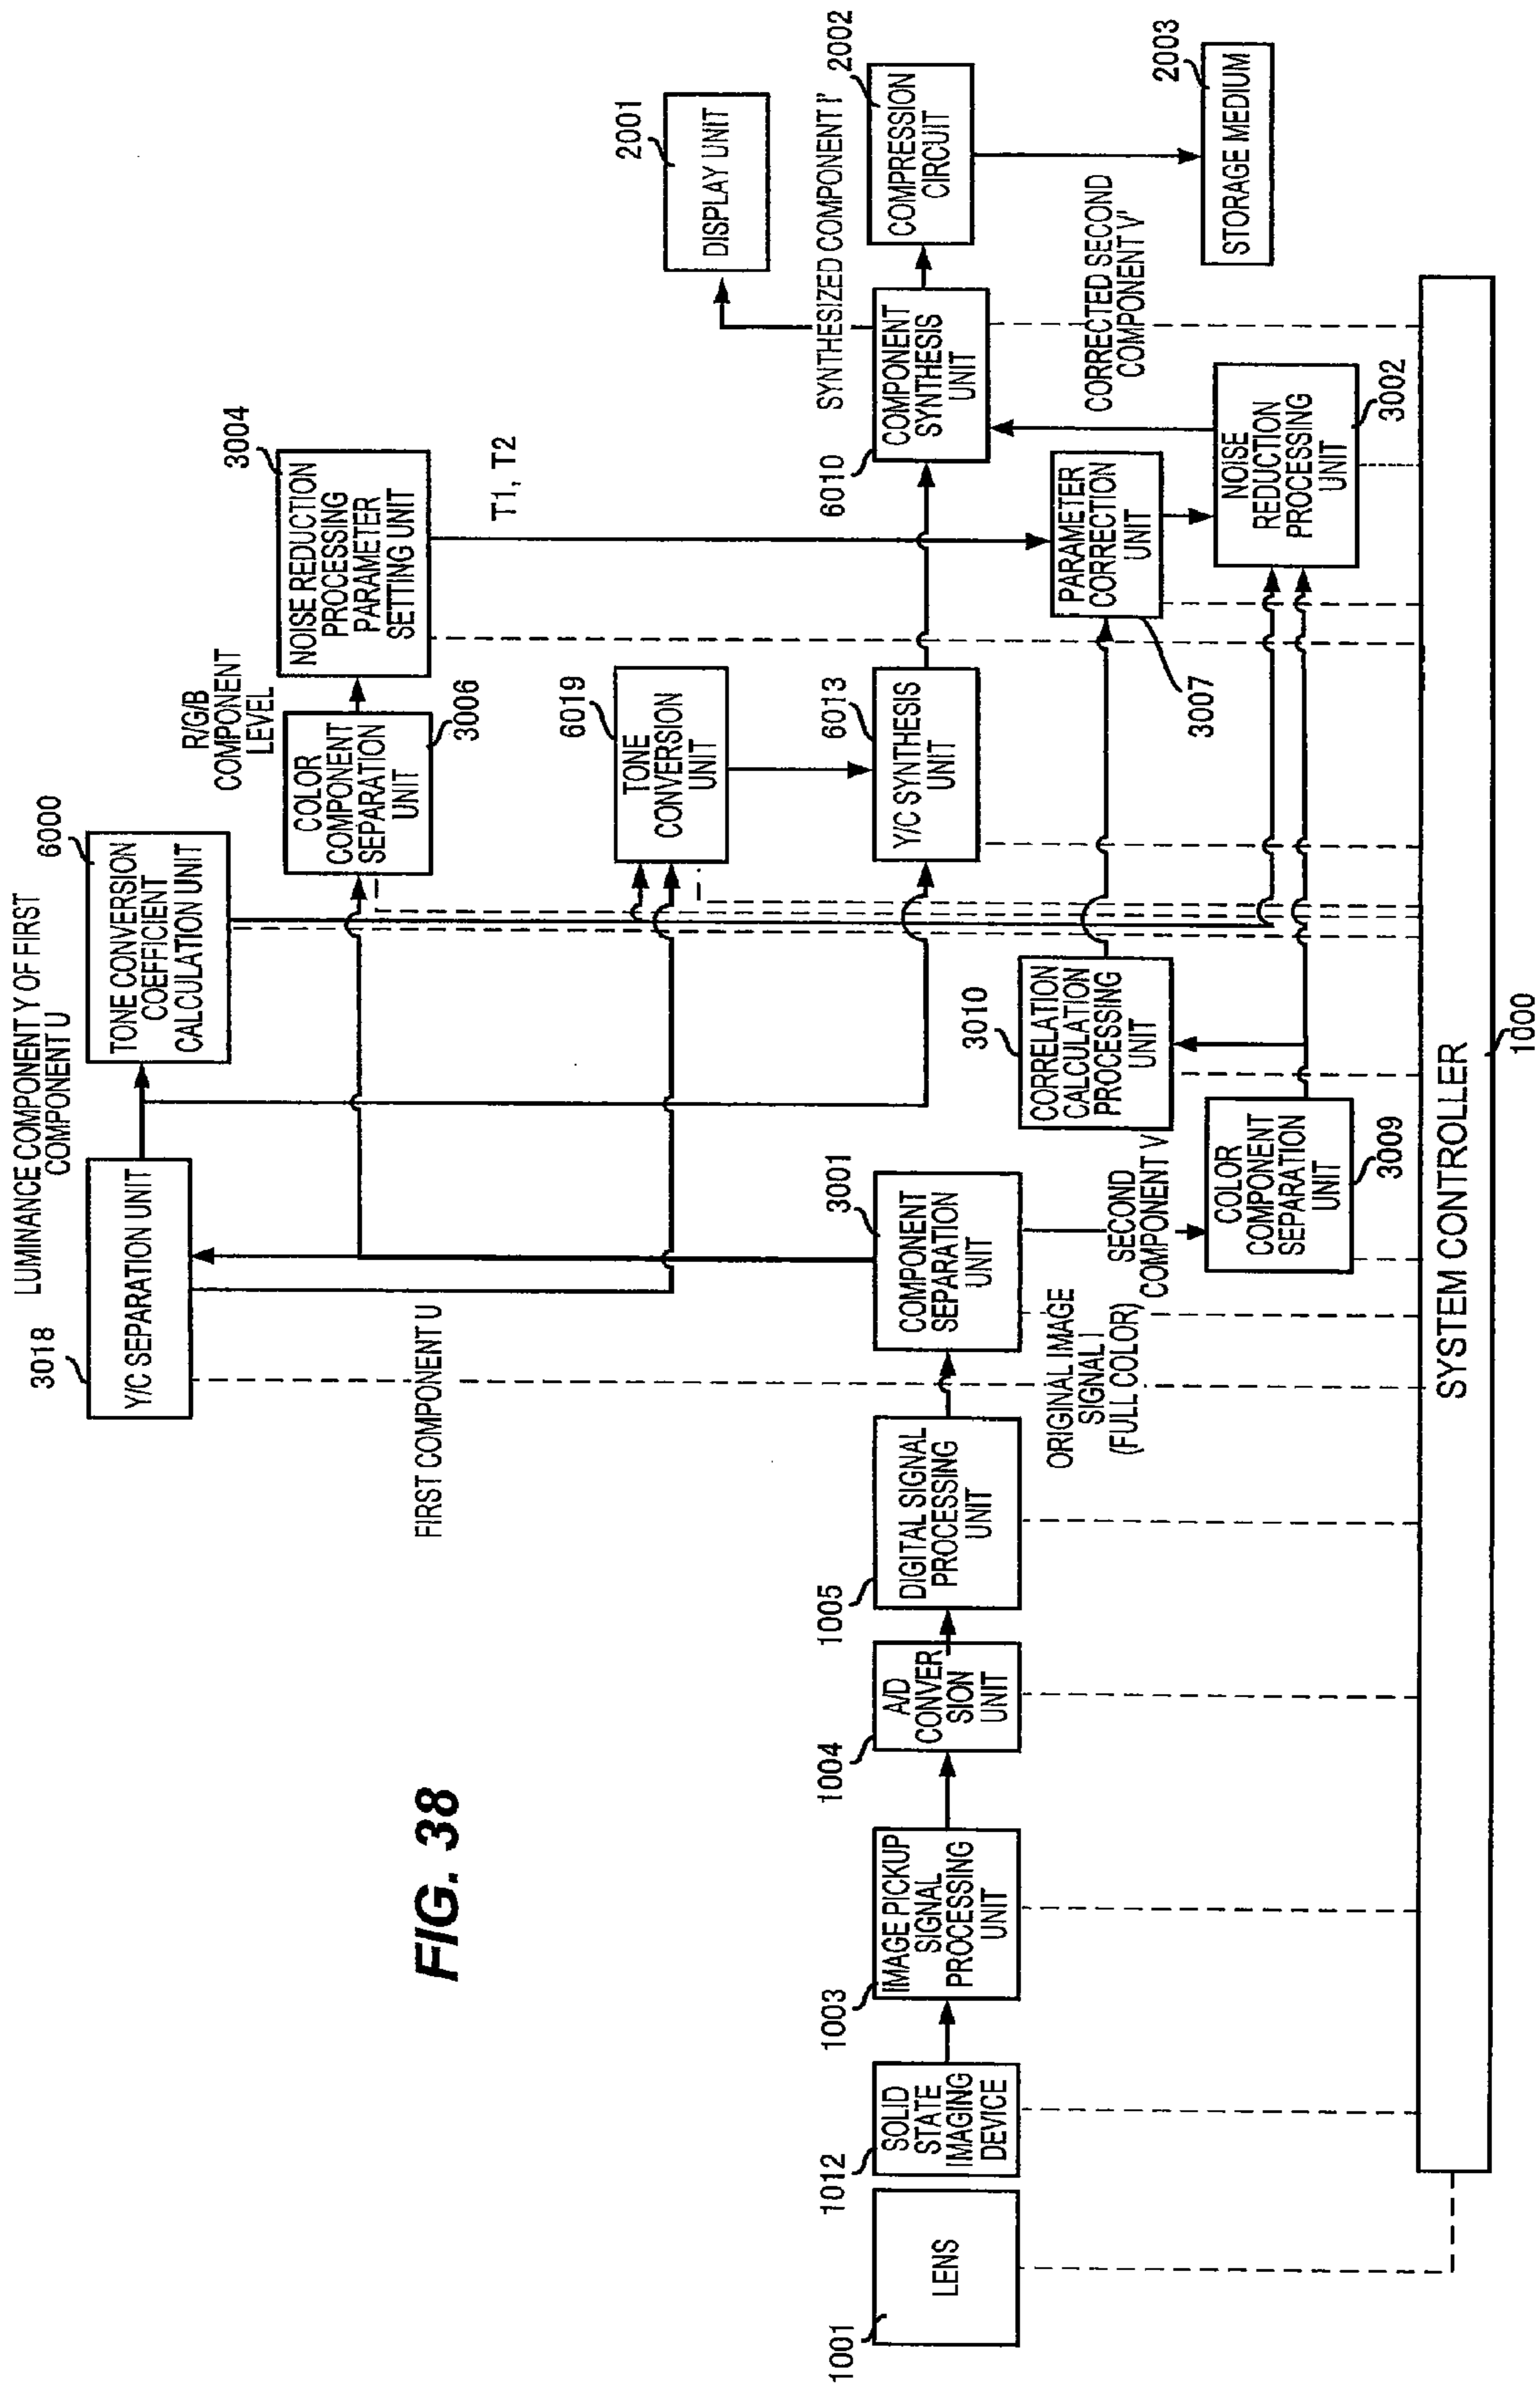 FIG. 38
1001
LENS
1012
SOLID
STATE
IMAGING
DEVICE
1003
IMAGE PICKUP
SIGNAL
PROCESSING
UNIT
1004
A/D
CONVER
SION
UNIT
1005
DIGITAL SIGNAL
PROCESSING
UNIT
ORIGINAL IMAGE
SIGNAL I
(FULL COLOR)
3001
COMPONENT
SEPARATION
UNIT
FIRST COMPONENT U
SECOND
COMPONENT V
3018
Y/C SEPARATION UNIT
LUMINANCE COMPONENT Y OF FIRST
COMPONENT U
6000
TONE CONVERSION
COEFFICIENT
CALCULATION UNIT
COLOR
COMPONENT
SEPARATION
UNIT
3006
R/G/B
COMPONENT
LEVEL
3004
NOISE REDUCTION
PROCESSING
PARAMETER
SETTING UNIT
T1, T2
6019
TONE
CONVERSION
UNIT
6013
Y/C SYNTHESIS
UNIT
3010
CORRELATION
CALCULATION
PROCESSING
UNIT
COLOR
COMPONENT
SEPARATION
UNIT
3009
PARAMETER
CORRECTION
UNIT
3007
NOISE
REDUCTION
PROCESSING
UNIT
3002
CORRECTED SECOND
COMPONENT V'
6010
COMPONENT
SYNTHESIS
UNIT
SYNTHESIZED COMPONENT I'
2001
DISPLAY UNIT
2002
COMPRESSION
CIRCUIT
2003
STORAGE MEDIUM
SYSTEM CONTROLLER
1000